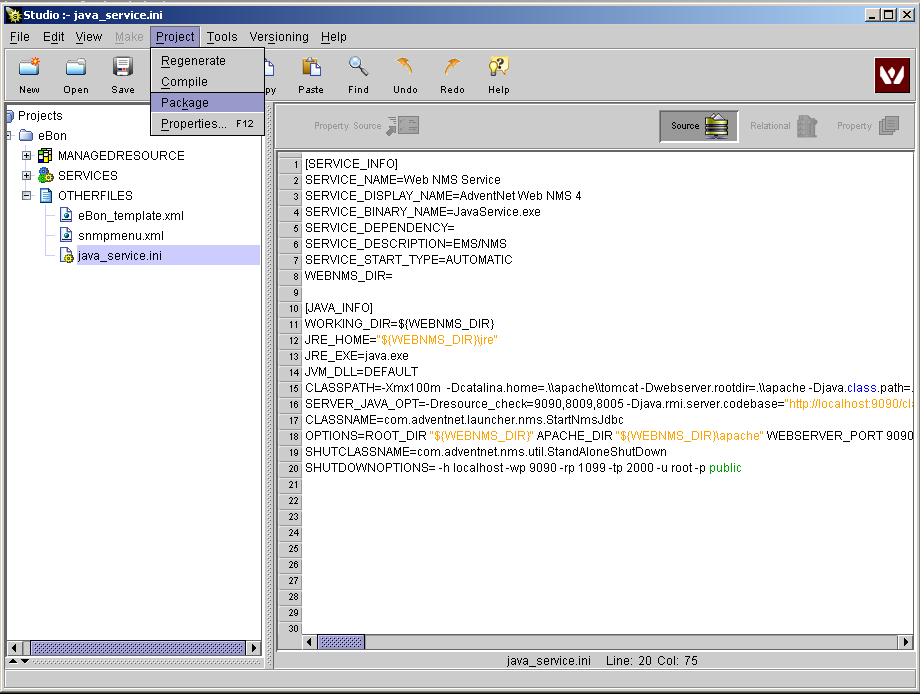 Studio :- java_service.ini
File Edit View Make Project Tools Versioning Help
Regenerate
Compile
Package
Properties... F12
New Open Save py Paste Find Undo Redo Help
Projects
eBon
MANAGEDRESOURCE
SERVICES
OTHERFILES
eBon_template.xml
snmpmenu.xml
java_service.ini
Property Source Source Relational Property
1 [SERVICE_INFO]
2 SERVICE_NAME=Web NMS Service
3 SERVICE_DISPLAY_NAME=AdventNet Web NMS 4
4 SERVICE_BINARY_NAME=JavaService.exe
5 SERVICE_DEPENDENCY=
6 SERVICE_DESCRIPTION=EMS/NMS
7 SERVICE_START_TYPE=AUTOMATIC
8 WEBNMS_DIR=
9
10 [JAVA_INFO]
11 WORKING_DIR=${WEBNMS_DIR}
12 JRE_HOME="${WEBNMS_DIR}\jre"
13 JRE_EXE=java.exe
14 JVM_DLL=DEFAULT
15 CLASSPATH=-Xmx100m -Dcatalina.home=.\\apache\\tomcat -Dwebserver.rootdir=.\\apache -Djava.class.path=.
16 SERVER_JAVA_OPT=-Dresource_check=9090,8009,8005 -Djava.rmi.server.codebase="http://localhost:9090/cl
17 CLASSNAME=com.adventnet.launcher.nms.StartNmsJdbc
18 OPTIONS=ROOT_DIR "${WEBNMS_DIR}" APACHE_DIR "${WEBNMS_DIR}\apache" WEBSERVER_PORT 9090
19 SHUTCLASSNAME=com.adventnet.nms.util.StandAloneShutDown
20 SHUTDOWNOPTIONS= -h localhost -wp 9090 -rp 1099 -tp 2000 -u root -p public
21
22
23
24
25
26
27
28
29
30
java_service.ini Line: 20 Col: 75